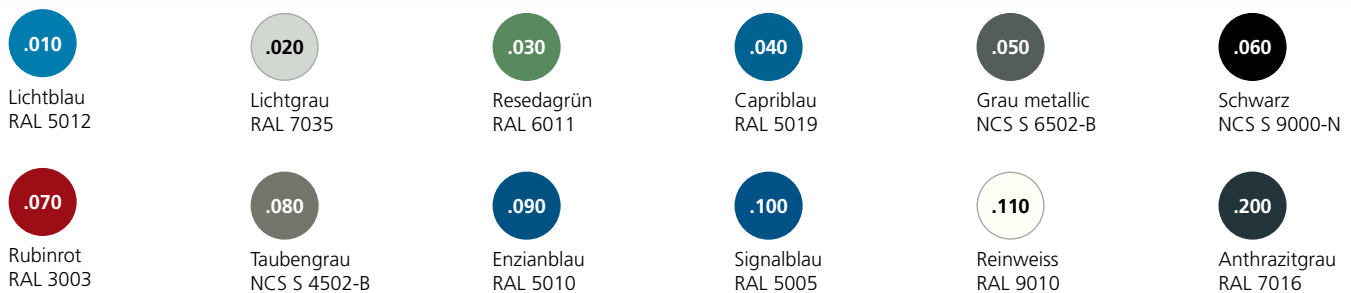 .010
Lichtblau
RAL 5012
.020
Lichtgrau
RAL 7035
.030
Resedagrün
RAL 6011
.040
Capriblau
RAL 5019
.050
Grau metallic
NCS S 6502-B
.060
Schwarz
NCS S 9000-N
.070
Rubinrot
RAL 3003
.080
Taubengrau
NCS S 4502-B
.090
Enzianblau
RAL 5010
.100
Signalblau
RAL 5005
.110
Reinweiss
RAL 9010
.200
Anthrazitgrau
RAL 7016